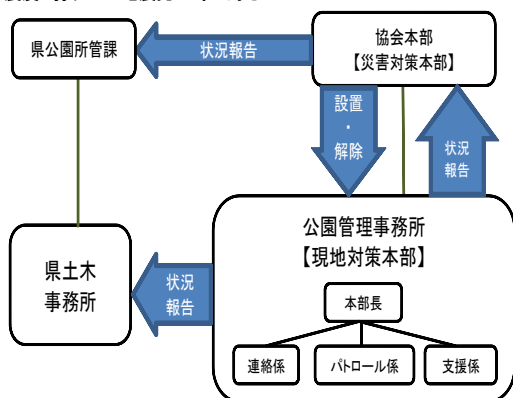 県公園所管課
状況報告
協会本部
【災害対策本部】
設置
・
解除
状況
報告
公園管理事務所
【現地対策本部】
県土木
事務所
状況
報告
本部長
連絡係
パトロール係
支援係